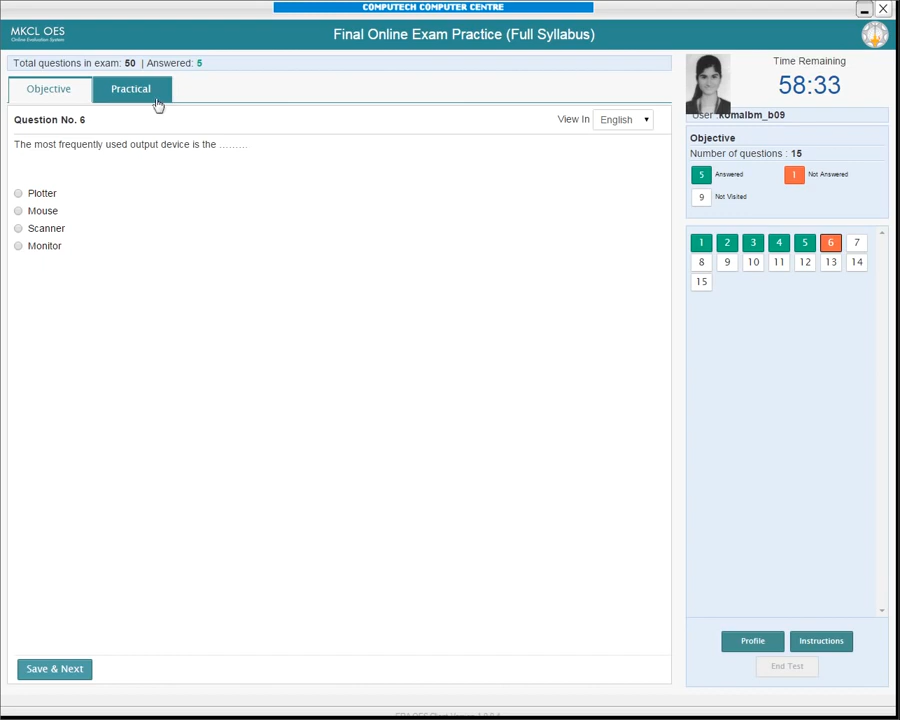 COMPUTECH COMPUTER CENTRE
MKCL OES
Online Evaluation System
Final Online Exam Practice (Full Syllabus)
Total questions in exam: 50 | Answered: 5
Time Remaining
58:33
Objective Practical
User :komalbm_b09
Question No. 6
View In English
Objective
The most frequently used output device is the .........
Number of questions : 15
5 Answered 1 Not Answered
9 Not Visited
Plotter
Mouse
Scanner
Monitor
1 2 3 4 5 6 7
8 9 10 11 12 13 14
15
Profile Instructions
Save & Next
End Test